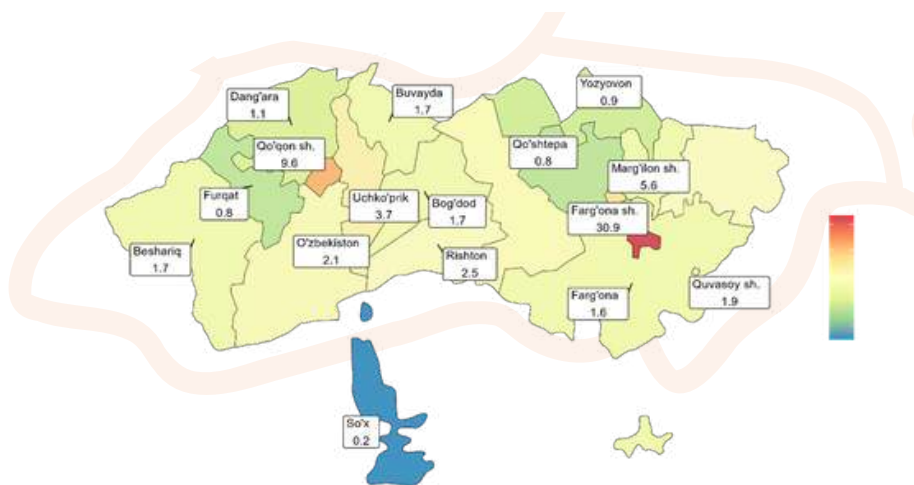 Dang'ara
1.1
Buvayda
1.7
Yozyovon
0.9
Qo'qon sh.
9.6
Qo'shtepa
0.8
Marg'ilon sh.
5.6
Furqat
0.8
Uchko'prik
3.7
Bog'dod
1.7
Farg'ona sh.
30.9
Beshariq
1.7
O'zbekiston
2.1
Rishton
2.5
Farg'ona
1.6
Quvasoy sh.
1.9
So'x
0.2